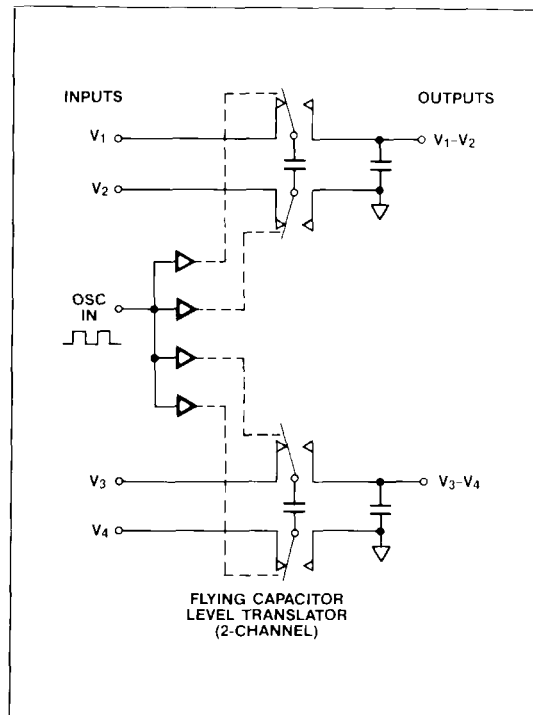 INPUTS
OUTPUTS
V1
V1-V2
V2
OSC
IN
V3
V3-V4
V4
FLYING CAPACITOR
LEVEL TRANSLATOR
(2-CHANNEL)